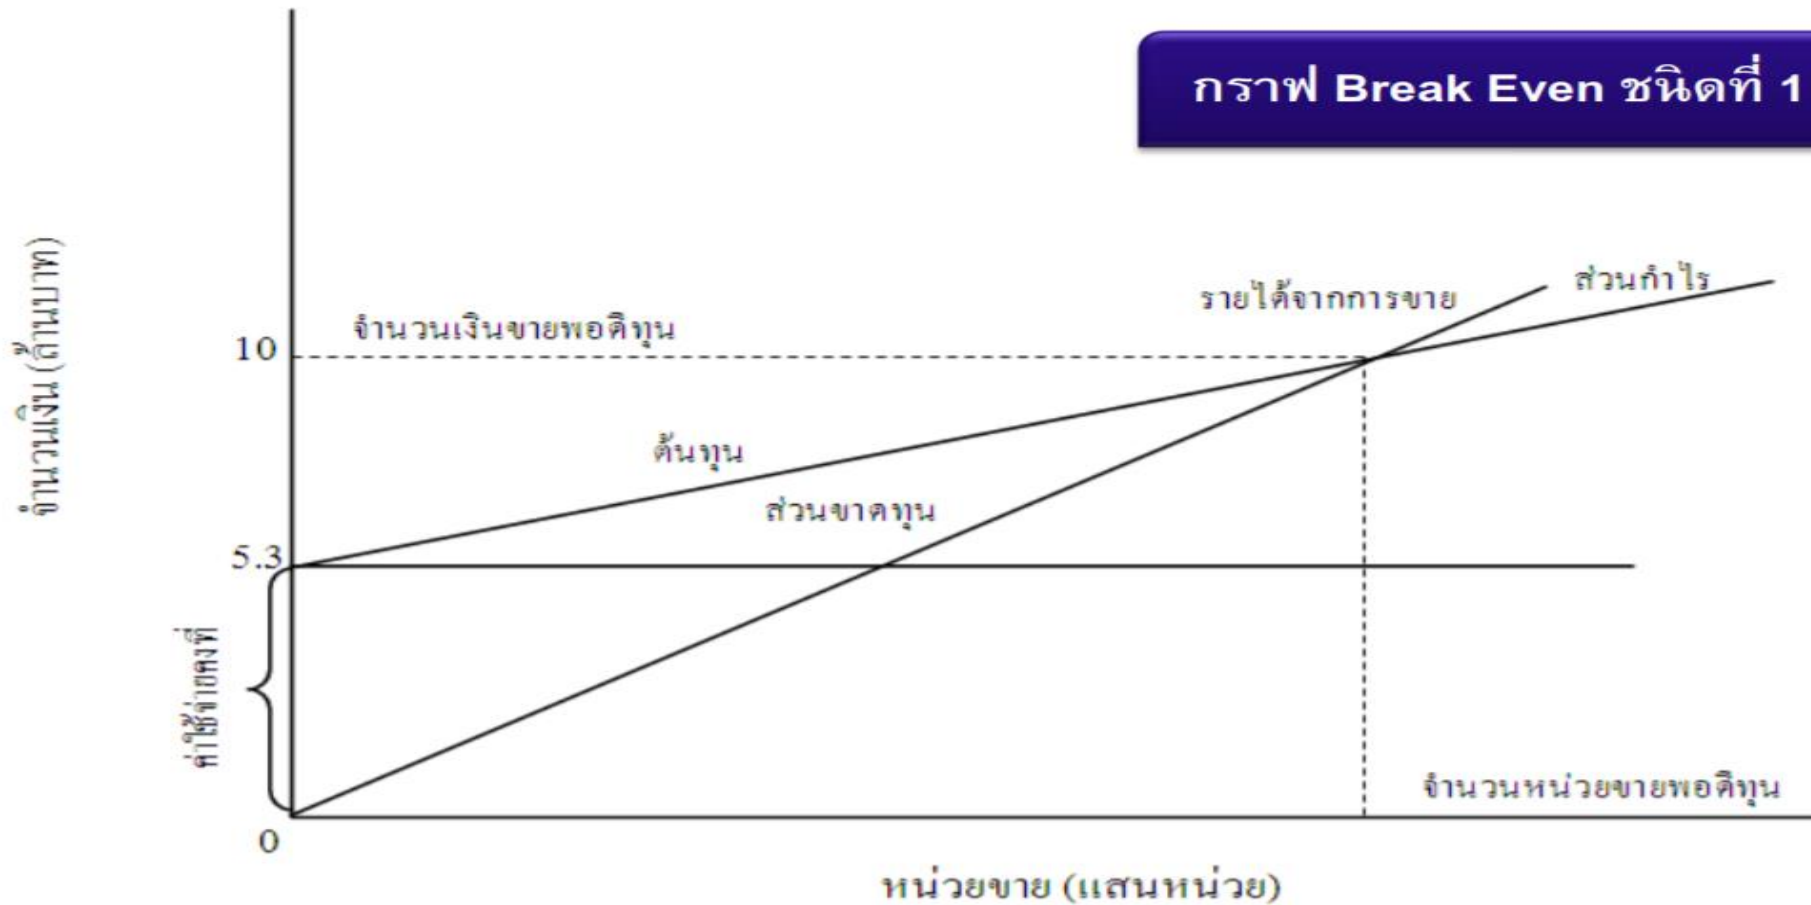 กราฟ Break Even ชนิดที่ 1
จำนวนเงิน (ล้านบาท)
รายได้จากการขาย
ส่วนกำไร
จำนวนเงินขายพอดีทุน
10
ต้นทุน
ส่วนขาดทุน
5.3
ค่าใช้จ่ายคงที่
จำนวนหน่วยขายพอดีทุน
0
หน่วยขาย (แสนหน่วย)